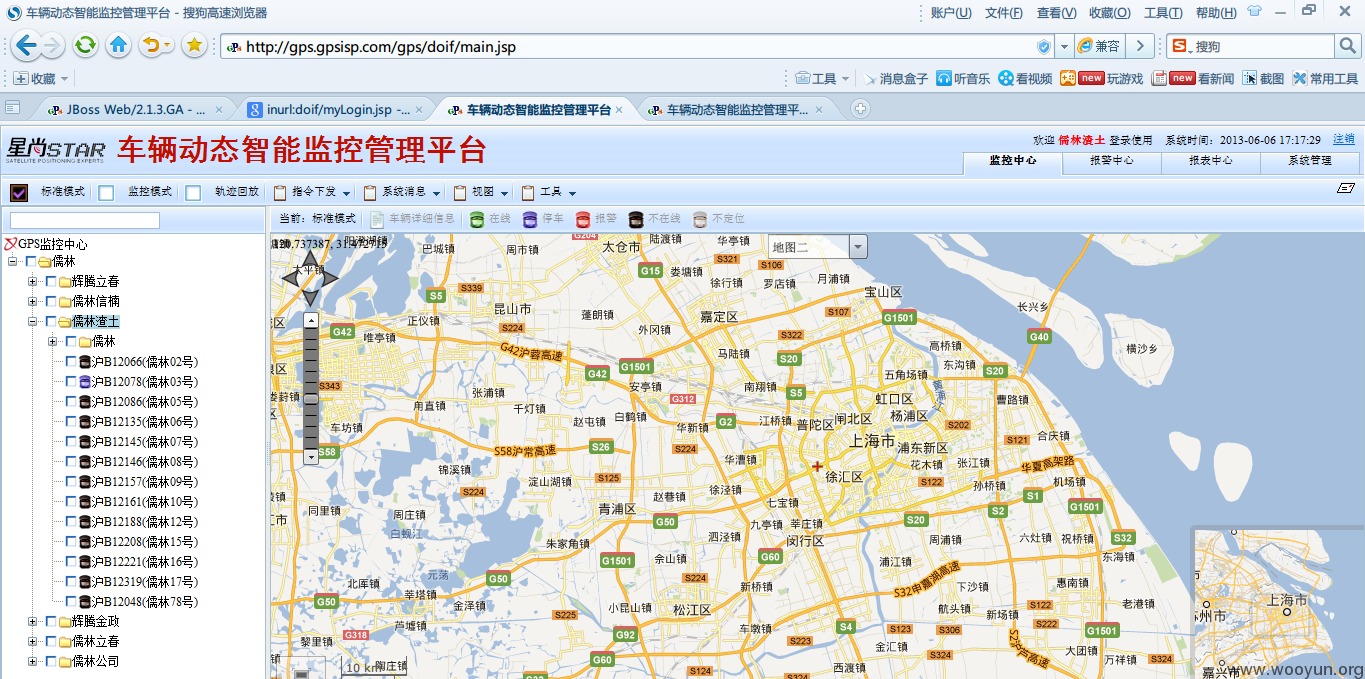 车辆动态智能监控管理平台 - 搜狗高速浏览器
账户(U) 文件(F) 查看(V) 收藏(O) 工具(T) 帮助(H)
http://gps.gpsisp.com/gps/doif/main.jsp
兼容
搜狗
收藏
工具 消息盒子 听音乐 看视频 new 玩游戏 new 看新闻 截图 常用工具
JBoss Web/2.1.3.GA - ...
inurl:doif/myLogin.jsp -...
车辆动态智能监控管理平台
车辆动态智能监控管理平...
星尚STAR
SATELLITE POSITIONING EXPERTS
车辆动态智能监控管理平台
欢迎 儒林渣土 登录使用 系统时间: 2013-06-06 17:17:29 注销
监控中心 报警中心 报表中心 系统管理
标准模式 监控模式 轨迹回放 指令下发 系统消息 视图 工具
当前: 标准模式 车辆详细信息 在线 停车 报警 不在线 不定位
GPS监控中心
儒林
辉腾立春
儒林信楠
儒林渣土
儒林
沪B12066(儒林02号)
沪B12078(儒林03号)
沪B12086(儒林05号)
沪B12135(儒林06号)
沪B12145(儒林07号)
沪B12146(儒林08号)
沪B12157(儒林09号)
沪B12161(儒林10号)
沪B12188(儒林12号)
沪B12208(儒林15号)
沪B12221(儒林16号)
沪B12319(儒林17号)
沪B12048(儒林78号)
辉腾金政
儒林立春
儒林公司
地图二
巴城镇 周市镇 太仓市 陆渡镇 华亭镇
G204
太平镇 G15 娄塘镇 S321 S106 月浦镇
S339 徐行镇 罗店镇 宝山区
S5 昆山市 蓬朗镇 嘉定区 S107 G1501 长兴乡
正仪镇 S224 外冈镇 S322 G40
G42 唯亭镇 G42沪蓉高速 马陆镇 S20 高桥镇 横沙乡
G42 G1501 安亭镇 南翔镇 五角场镇 东沟镇 S20
S343 张浦镇 G312 S5 虹口区 曹路镇
甪直镇 千灯镇 赵屯镇 白鹤镇 G2 江桥镇 普陀区 闸北区 杨浦区 S202
车坊镇 华新镇 上海市 浦东新区 S121 合庆镇
S58 S58沪常高速 S26 S224 华漕镇 花木镇 张江镇 华夏高架路
锦溪镇 淀山湖镇 S125 徐汇区 S122 机场镇
S224 赵巷镇 徐泾镇 七宝镇 孙桥镇 S1 G1501
同里镇 周庄镇 青浦区 G50 九亭镇 莘庄镇 S20 S2
白蚬江 朱家角镇 泗泾镇 闵行区 周浦镇 六灶镇 祝桥镇 S32
G1501 佘山镇 G60 浦江镇 东海镇
北厍镇 元荡 G50 S224 新桥镇 S32申嘉湖高速 下沙镇 惠南镇
G50 莘塔镇 金泽镇 小昆山镇 松江区 航头镇 新场镇 S122 老港镇
芦墟镇 S225 S222
黎里镇 G318 G92 车墩镇 S4 S123 S306 G1501
S223 金汇镇 S2沪芦高速 大团镇
10 km 陶庄镇 G60 西渡镇 S324 万祥镇 S324
S124 S324
上海市
嘉兴市
www.wooyun.org